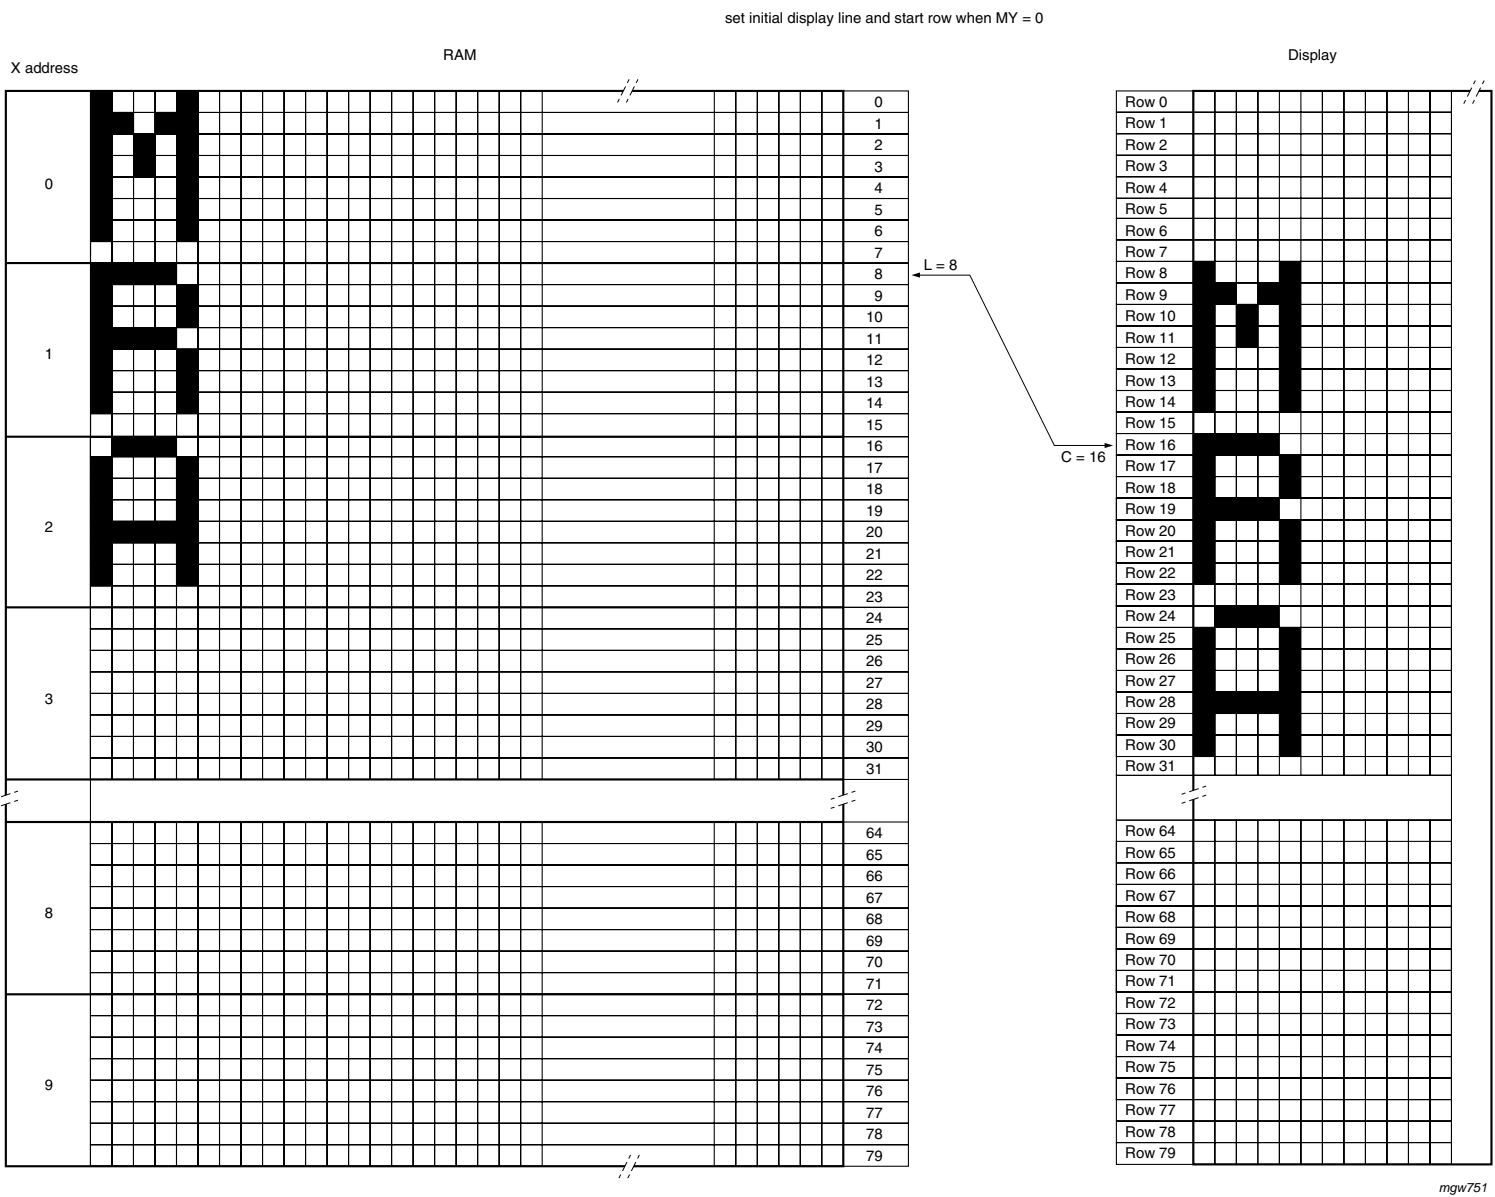 set initial display line and start row when MY = 0
RAM
Display
X address
0
1
2
3
8
9
0
1
2
3
4
5
6
7
8
9
10
11
12
13
14
15
16
17
18
19
20
21
22
23
24
25
26
27
28
29
30
31
64
65
66
67
68
69
70
71
72
73
74
75
76
77
78
79
L = 8
C = 16
Row 0
Row 1
Row 2
Row 3
Row 4
Row 5
Row 6
Row 7
Row 8
Row 9
Row 10
Row 11
Row 12
Row 13
Row 14
Row 15
Row 16
Row 17
Row 18
Row 19
Row 20
Row 21
Row 22
Row 23
Row 24
Row 25
Row 26
Row 27
Row 28
Row 29
Row 30
Row 31
Row 64
Row 65
Row 66
Row 67
Row 68
Row 69
Row 70
Row 71
Row 72
Row 73
Row 74
Row 75
Row 76
Row 77
Row 78
Row 79
M
R
A
M
R
A
mgw751